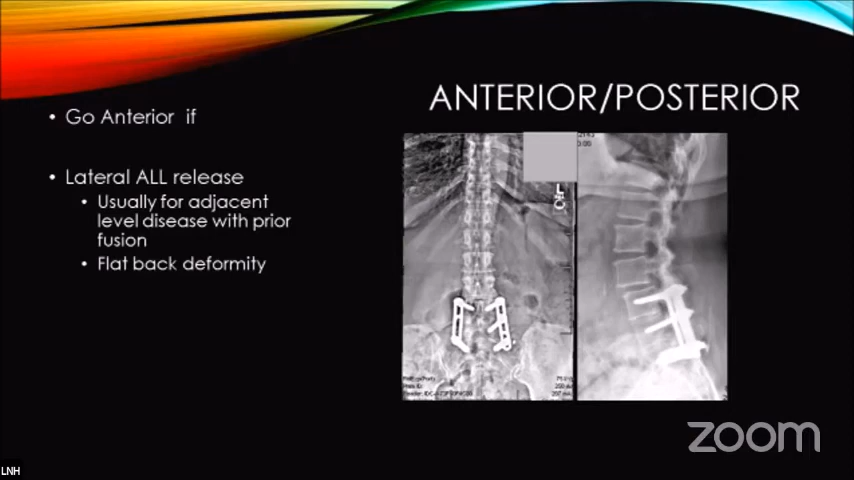 ANTERIOR/POSTERIOR
• Go Anterior if
• Lateral ALL release
• Usually for adjacent
level disease with prior
fusion
• Flat back deformity
L
zoom
LNH